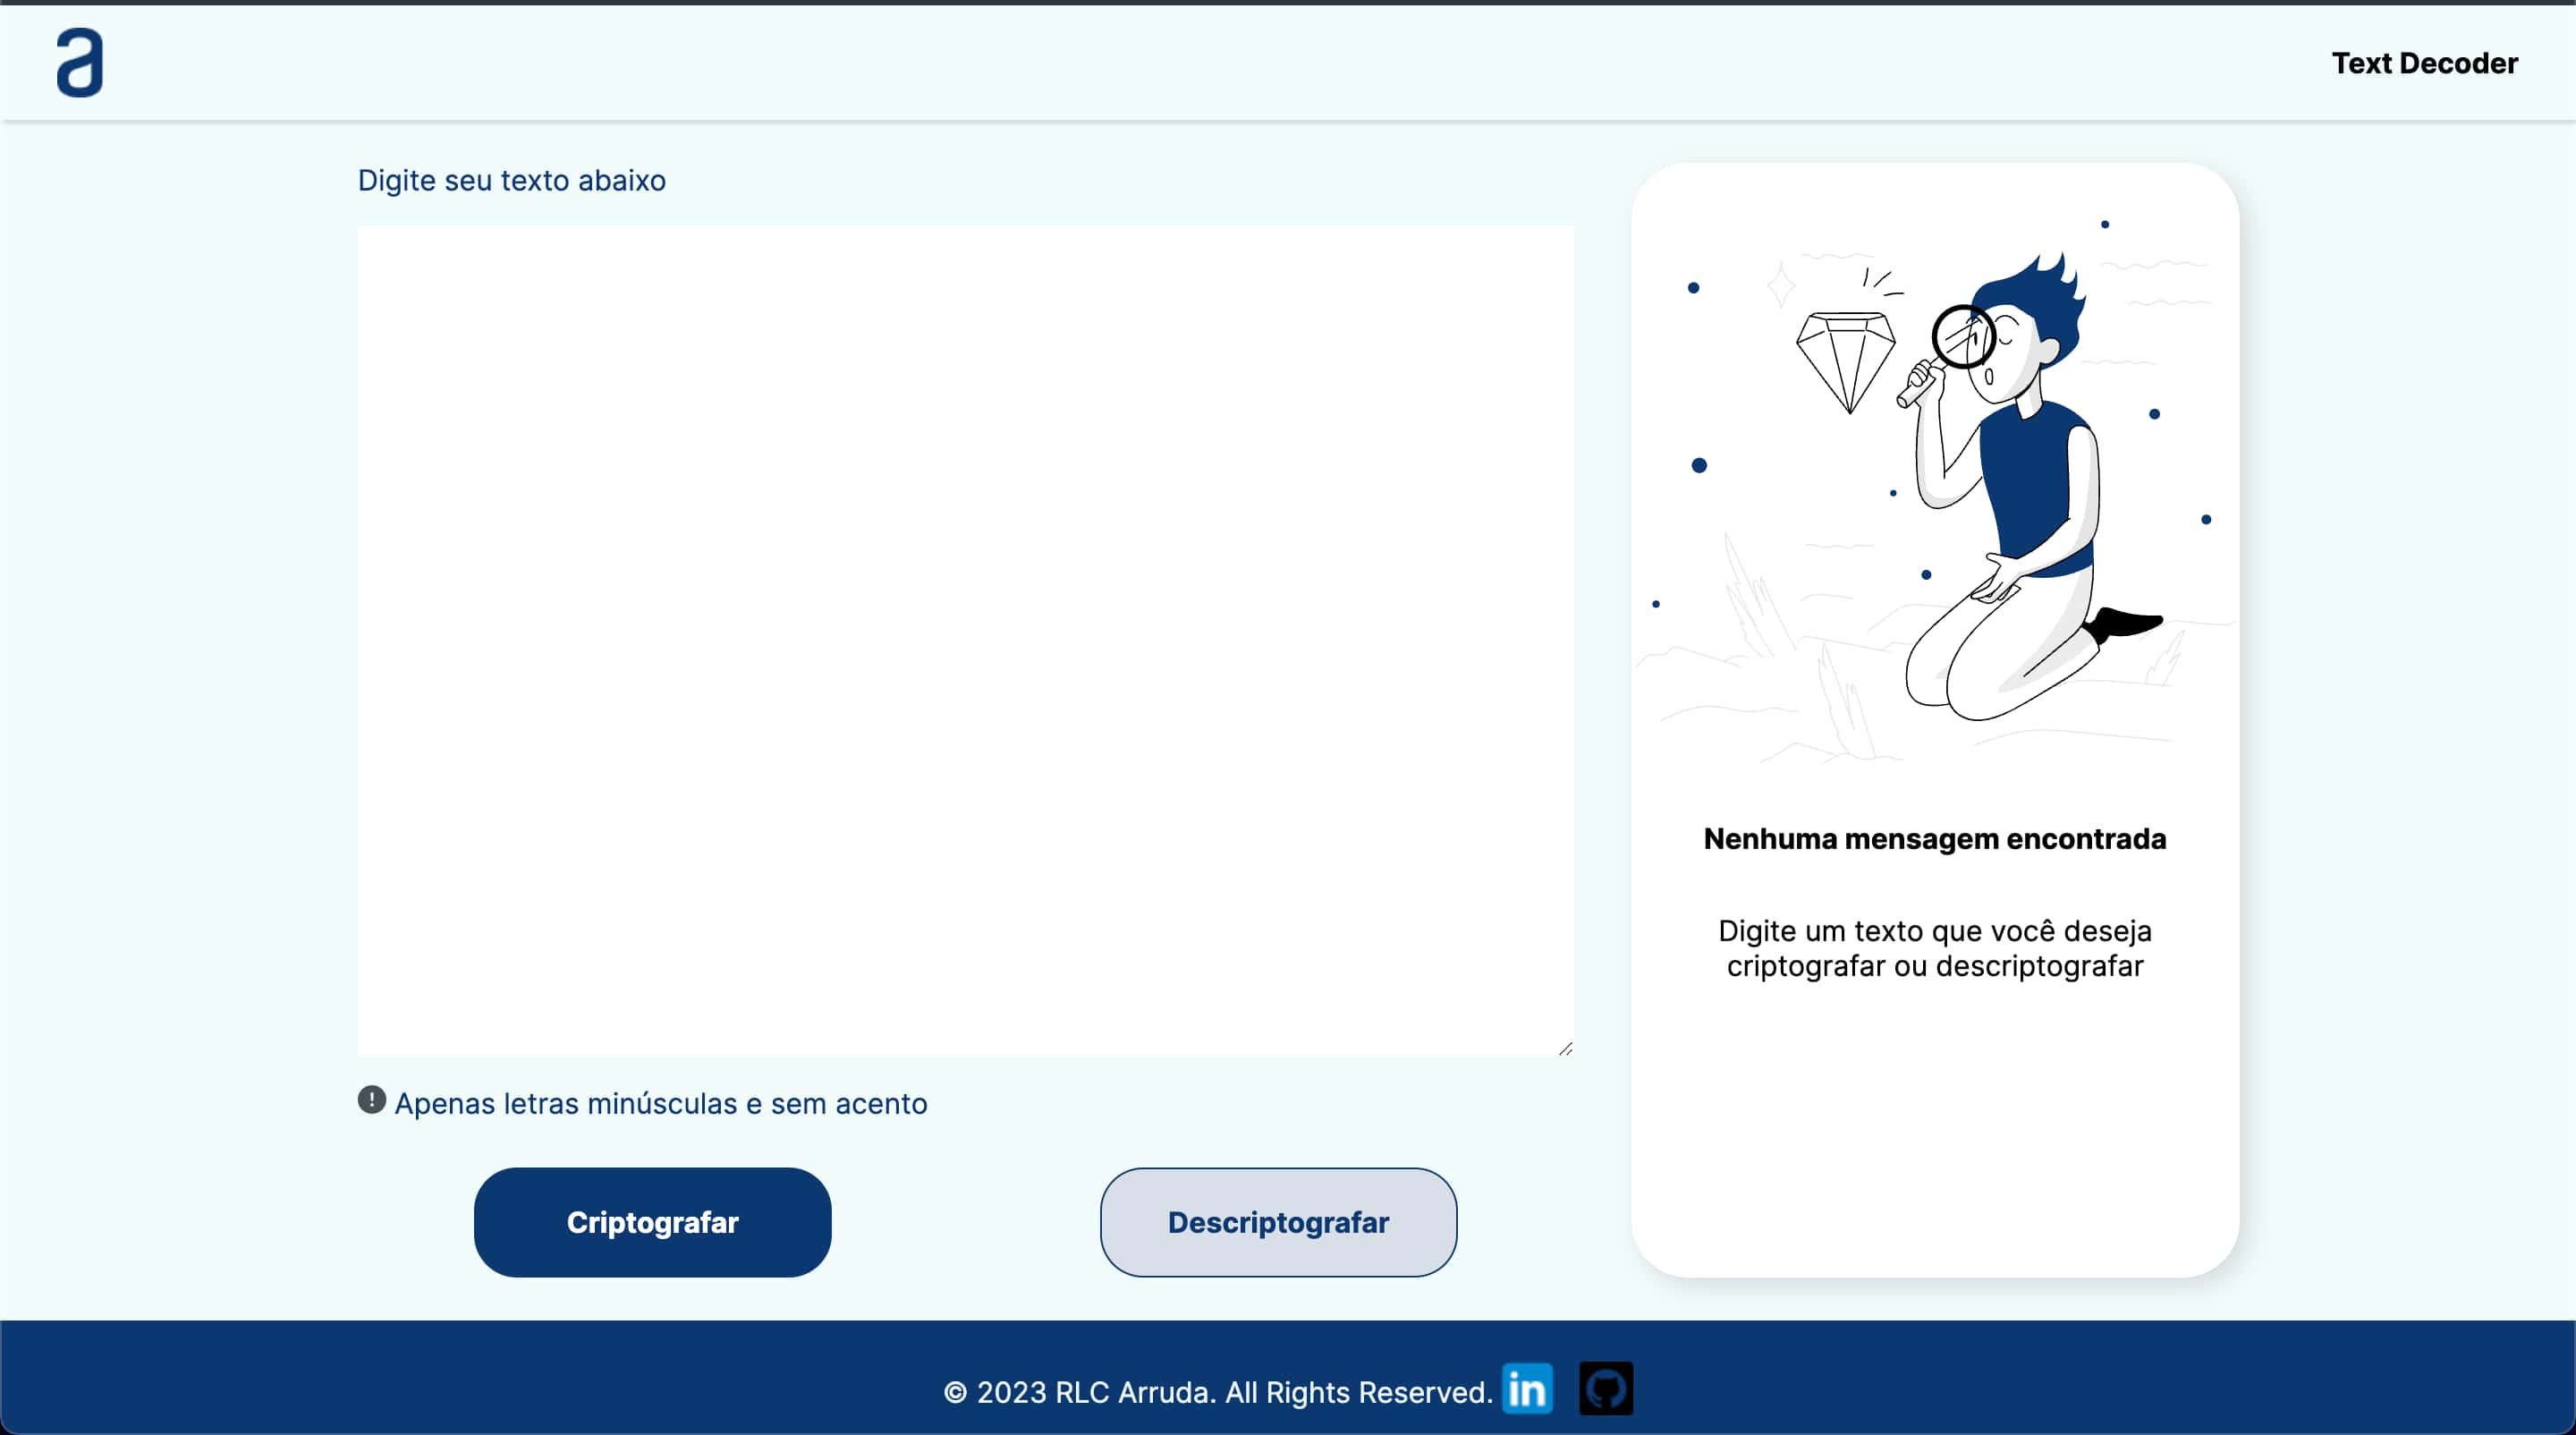 a
Text Decoder
Digite seu texto abaixo
! Apenas letras minúsculas e sem acento
Criptografar
Descriptografar
Nenhuma mensagem encontrada
Digite um texto que você deseja
criptografar ou descriptografar
© 2023 RLC Arruda. All Rights Reserved. in